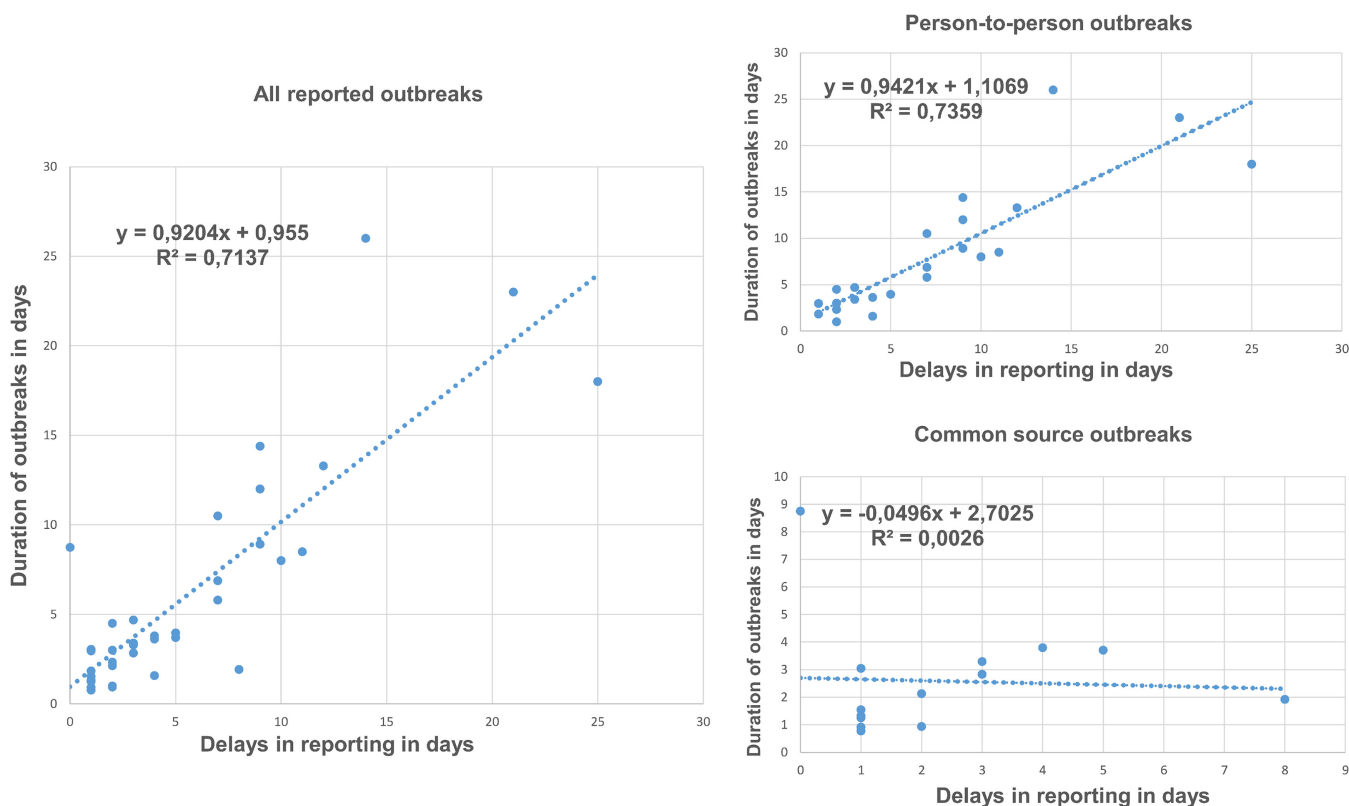 All reported outbreaks
y = 0,9204x + 0,955
R² = 0,7137
Duration of outbreaks in days
30
25
20
15
10
5
0
0 5 10 15 20 25 30
Delays in reporting in days
Person-to-person outbreaks
y = 0,9421x + 1,1069
R² = 0,7359
Duration of outbreaks in days
30
25
20
15
10
5
0
0 5 10 15 20 25 30
Delays in reporting in days
Common source outbreaks
y = -0,0496x + 2,7025
R² = 0,0026
Duration of outbreaks in days
10
9
8
7
6
5
4
3
2
1
0
0 1 2 3 4 5 6 7 8 9
Delays in reporting in days